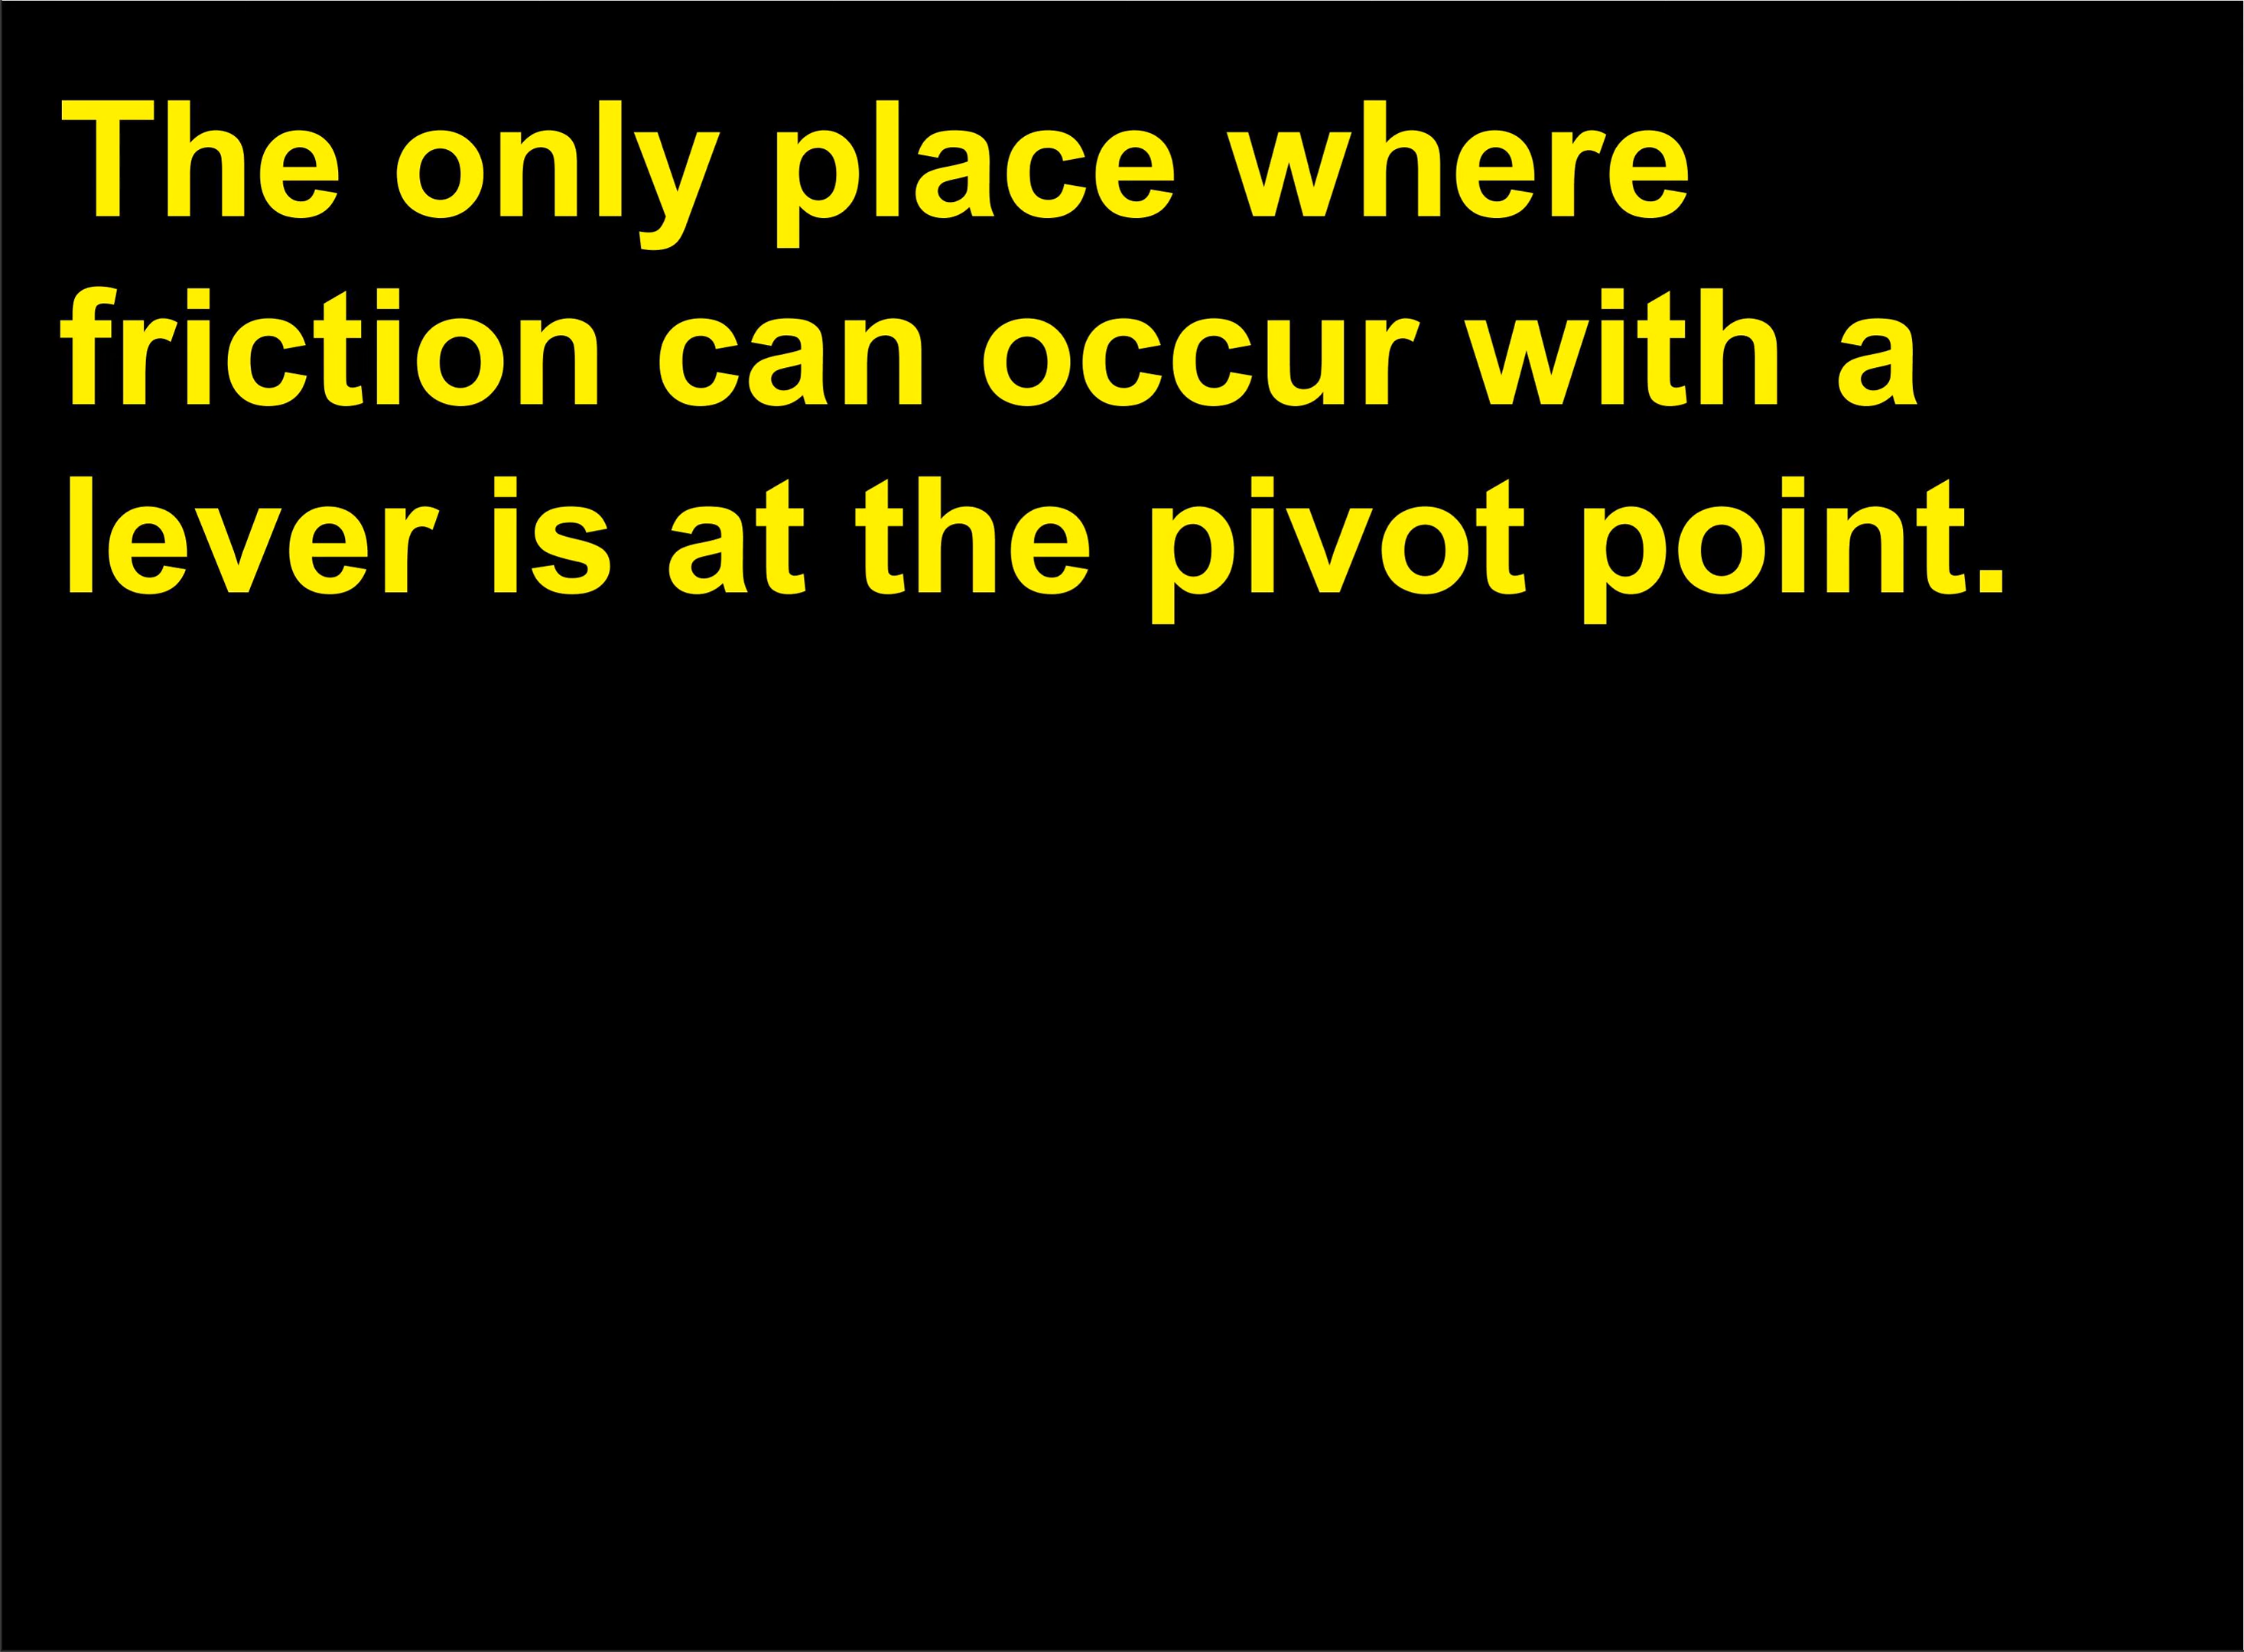 The only place where
friction can occur with a
lever is at the pivot point.